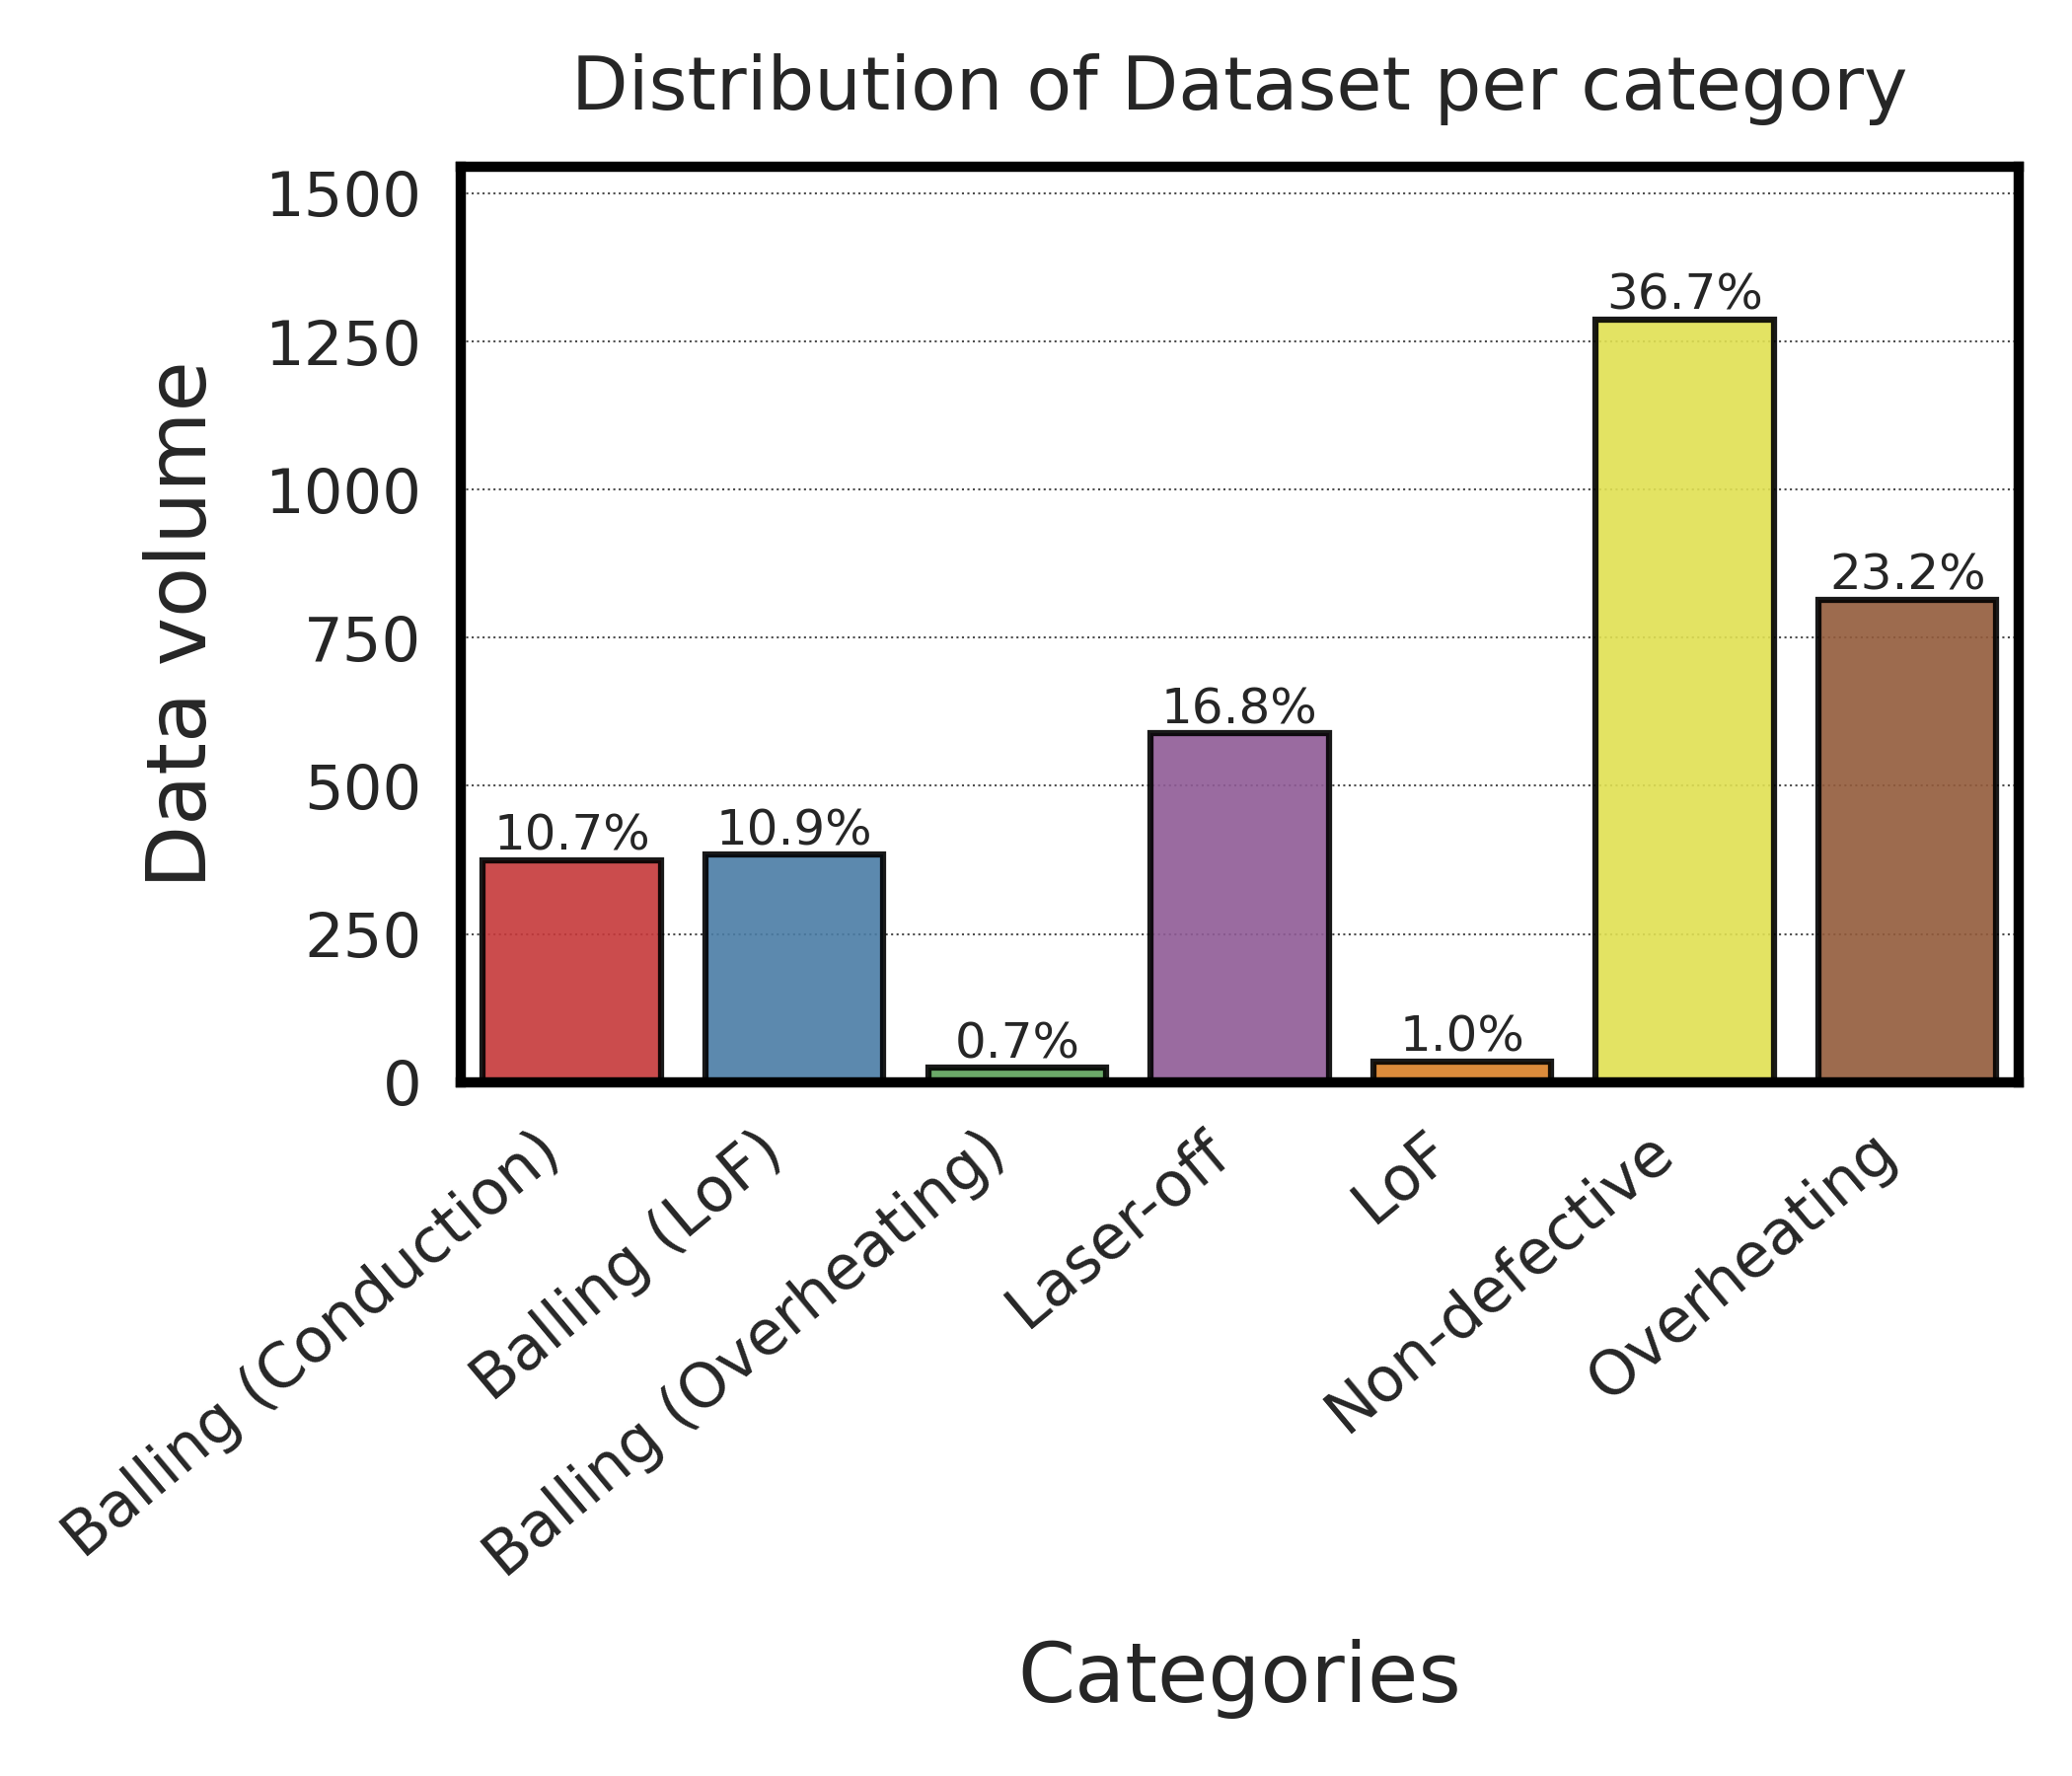 Distribution of Dataset per category
Data volume
1500
1250
1000
750
500
250
0
10.7%
10.9%
0.7%
16.8%
1.0%
36.7%
23.2%
Balling (Conduction)
Balling (LoF)
Balling (Overheating)
Laser-off
LoF
Non-defective
Overheating
Categories